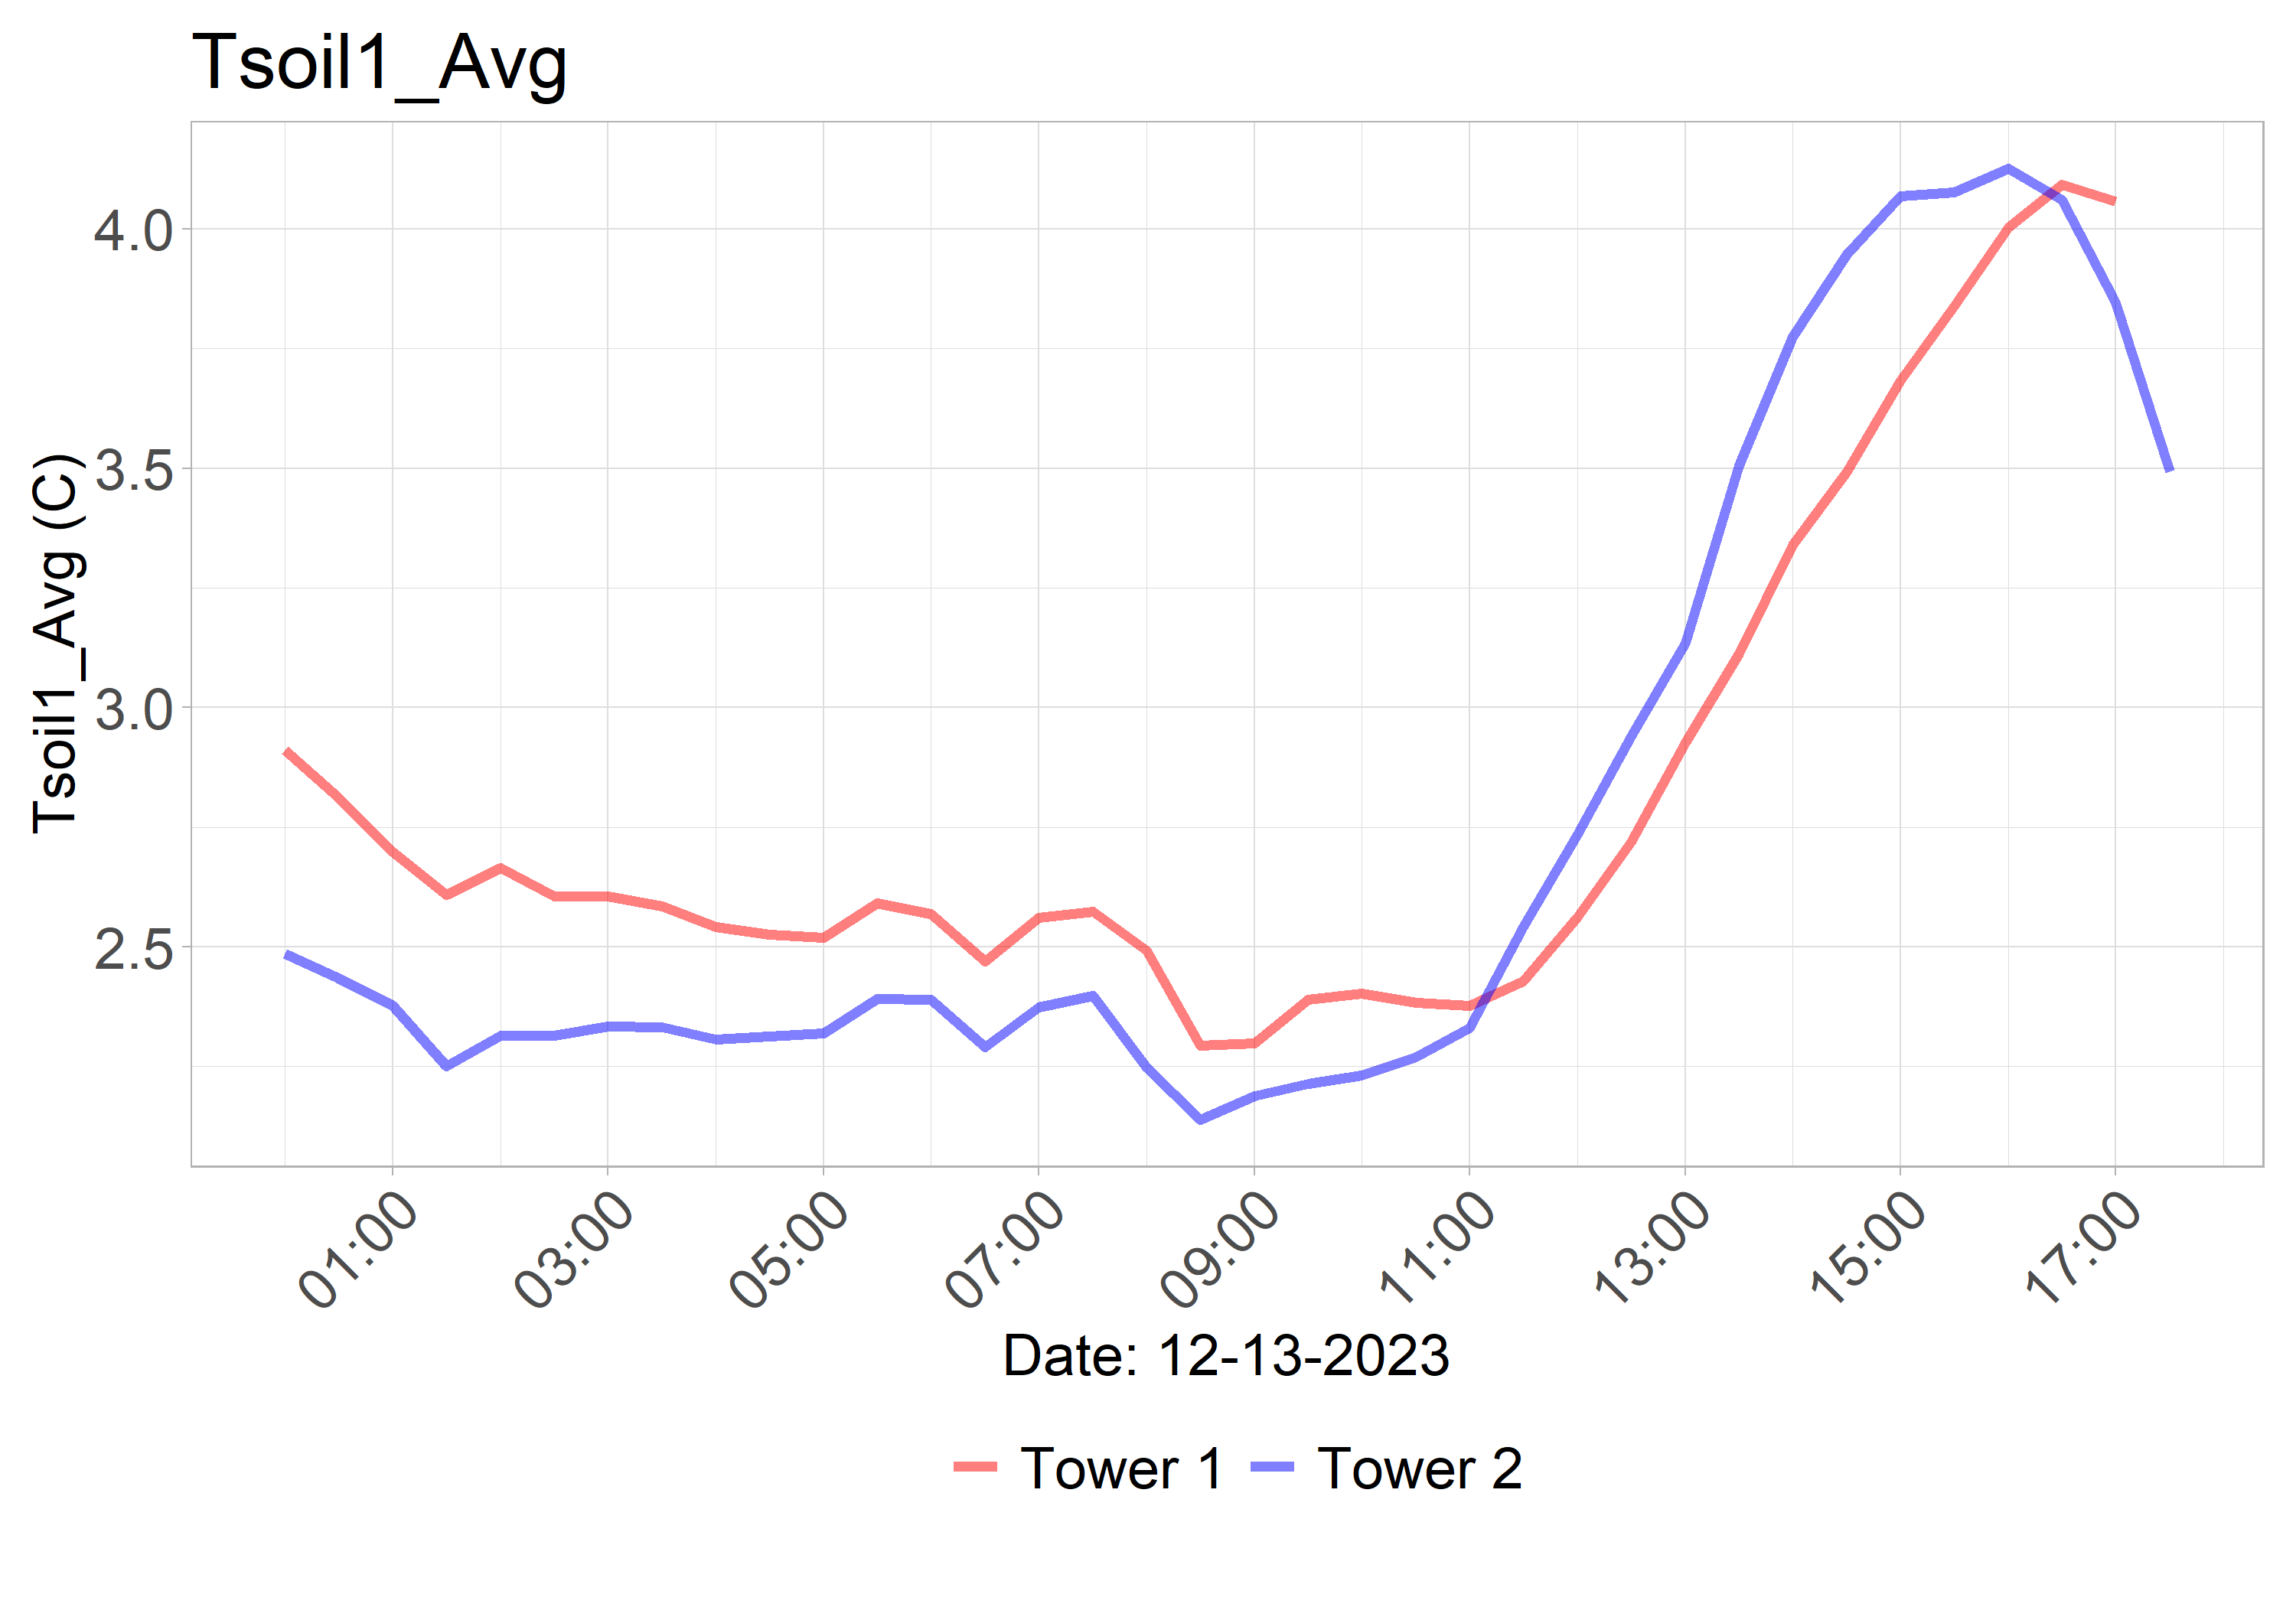 Tsoil1_Avg
Tsoil1_Avg (C)
4.0
3.5
3.0
2.5
01:00 03:00 05:00 07:00 09:00 11:00 13:00 15:00 17:00
Date: 12-13-2023
Tower 1 Tower 2